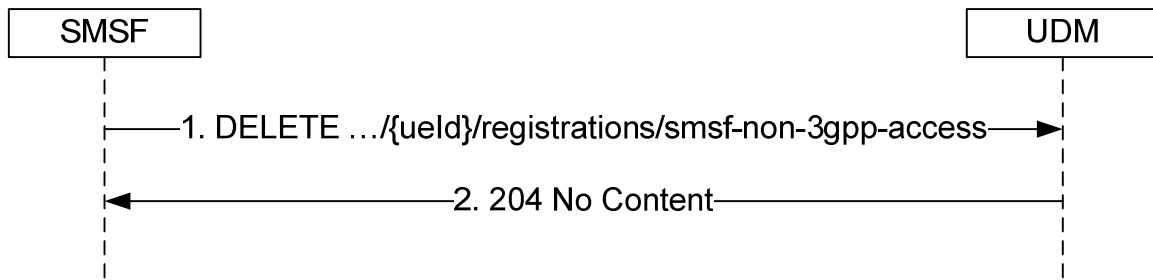 SMSF
UDM
1. DELETE …/{ueId}/registrations/smsf-non-3gpp-access
2. 204 No Content